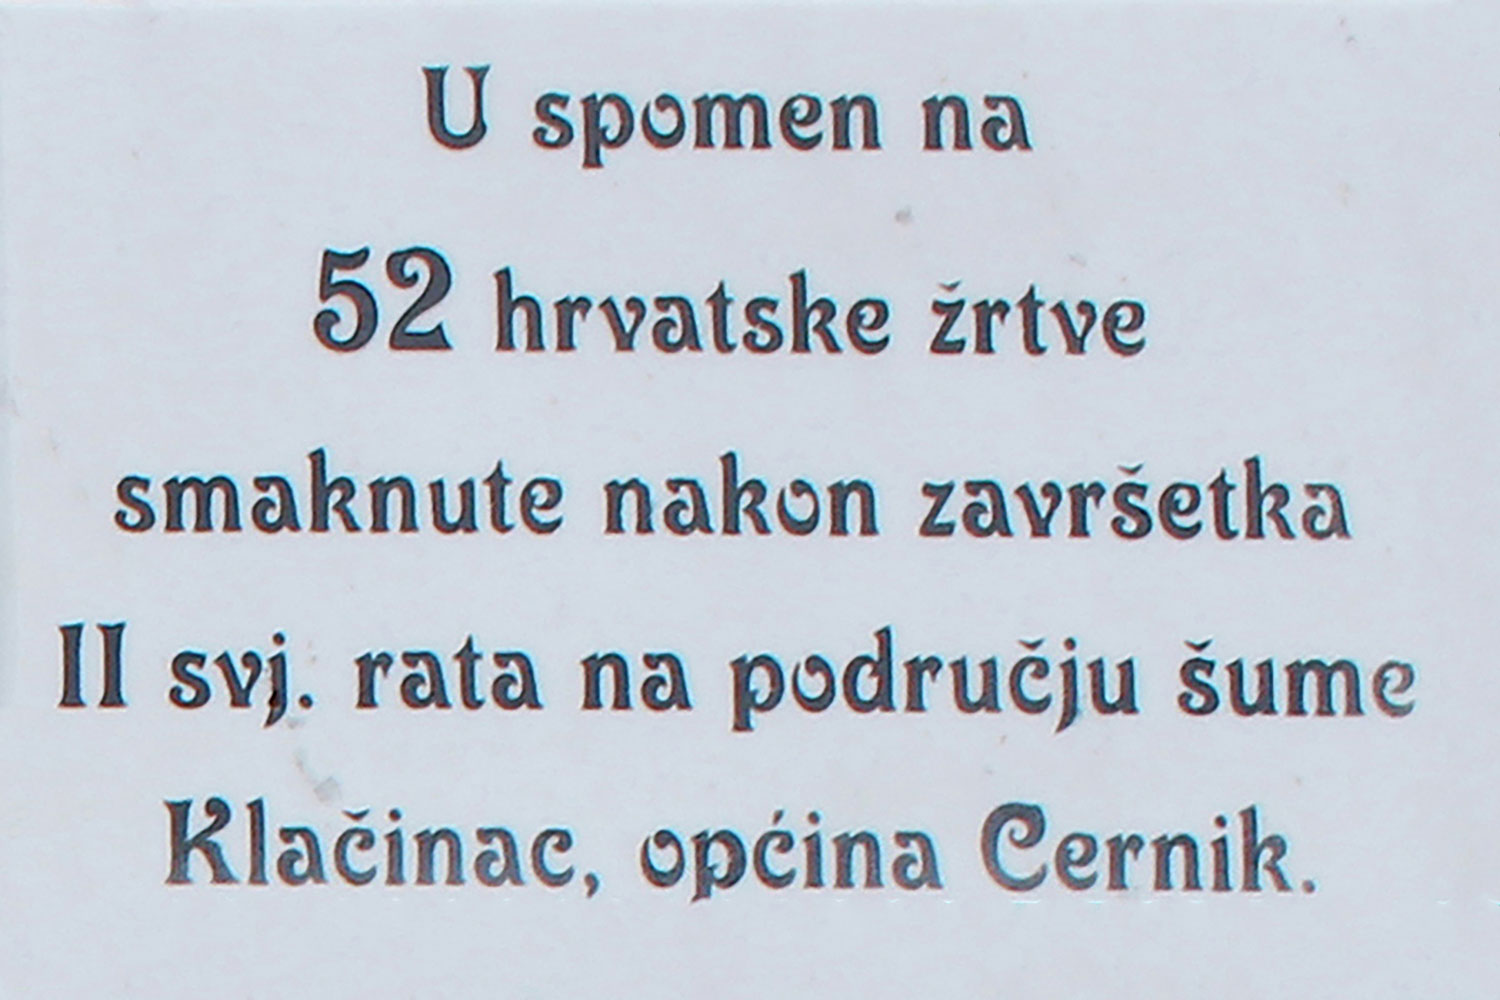 U spomen na
52 hrvatske žrtve
smaknute nakon završetka
II svj. rata na području šume
Klačinac, općina Cernik.